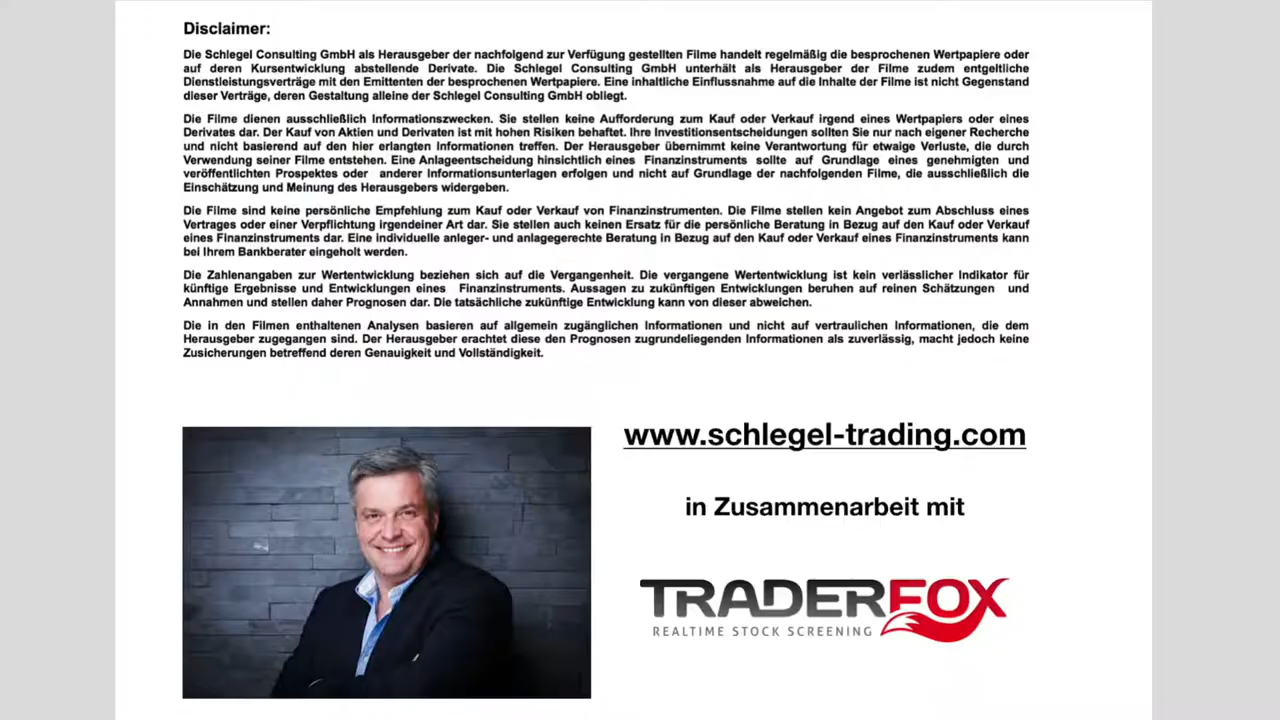 Disclaimer:
Die Schlegel Consulting GmbH als Herausgeber der nachfolgend zur Verfügung gestellten Filme handelt regelmäßig die besprochenen Wertpapiere oder
auf deren Kursentwicklung abstellende Derivate. Die Schlegel Consulting GmbH unterhält als Herausgeber der Filme zudem entgeltliche
Dienstleistungsverträge mit den Emittenten der besprochenen Wertpapiere. Eine inhaltliche Einflussnahme auf die Inhalte der Filme ist nicht Gegenstand
dieser Verträge, deren Gestaltung alleine der Schlegel Consulting GmbH obliegt.
Die Filme dienen ausschließlich Informationszwecken. Sie stellen keine Aufforderung zum Kauf oder Verkauf irgend eines Wertpapiers oder eines
Derivates dar. Der Kauf von Aktien und Derivaten ist mit hohen Risiken behaftet. Ihre Investitionsentscheidungen sollten Sie nur nach eigener Recherche
und nicht basierend auf den hier erlangten Informationen treffen. Der Herausgeber übernimmt keine Verantwortung für etwaige Verluste, die durch
Verwendung seiner Filme entstehen. Eine Anlageentscheidung hinsichtlich eines Finanzinstruments sollte auf Grundlage eines genehmigten und
veröffentlichten Prospektes oder anderer Informationsunterlagen erfolgen und nicht auf Grundlage der nachfolgenden Filme, die ausschließlich die
Einschätzung und Meinung des Herausgebers widergeben.
Die Filme sind keine persönliche Empfehlung zum Kauf oder Verkauf von Finanzinstrumenten. Die Filme stellen kein Angebot zum Abschluss eines
Vertrages oder einer Verpflichtung irgendeiner Art dar. Sie stellen auch keinen Ersatz für die persönliche Beratung in Bezug auf den Kauf oder Verkauf
eines Finanzinstruments dar. Eine individuelle anleger- und anlagegerechte Beratung in Bezug auf den Kauf oder Verkauf eines Finanzinstruments kann
bei Ihrem Bankberater eingeholt werden.
Die Zahlenangaben zur Wertentwicklung beziehen sich auf die Vergangenheit. Die vergangene Wertentwicklung ist kein verlässlicher Indikator für
künftige Ergebnisse und Entwicklungen eines Finanzinstruments. Aussagen zu zukünftigen Entwicklungen beruhen auf reinen Schätzungen und
Annahmen und stellen daher Prognosen dar. Die tatsächliche zukünftige Entwicklung kann von dieser abweichen.
Die in den Filmen enthaltenen Analysen basieren auf allgemein zugänglichen Informationen und nicht auf vertraulichen Informationen, die dem
Herausgeber zugegangen sind. Der Herausgeber erachtet diese den Prognosen zugrundeliegenden Informationen als zuverlässig, macht jedoch keine
Zusicherungen betreffend deren Genauigkeit und Vollständigkeit.
www.schlegel-trading.com
in Zusammenarbeit mit
TRADERFOX
REALTIME STOCK SCREENING